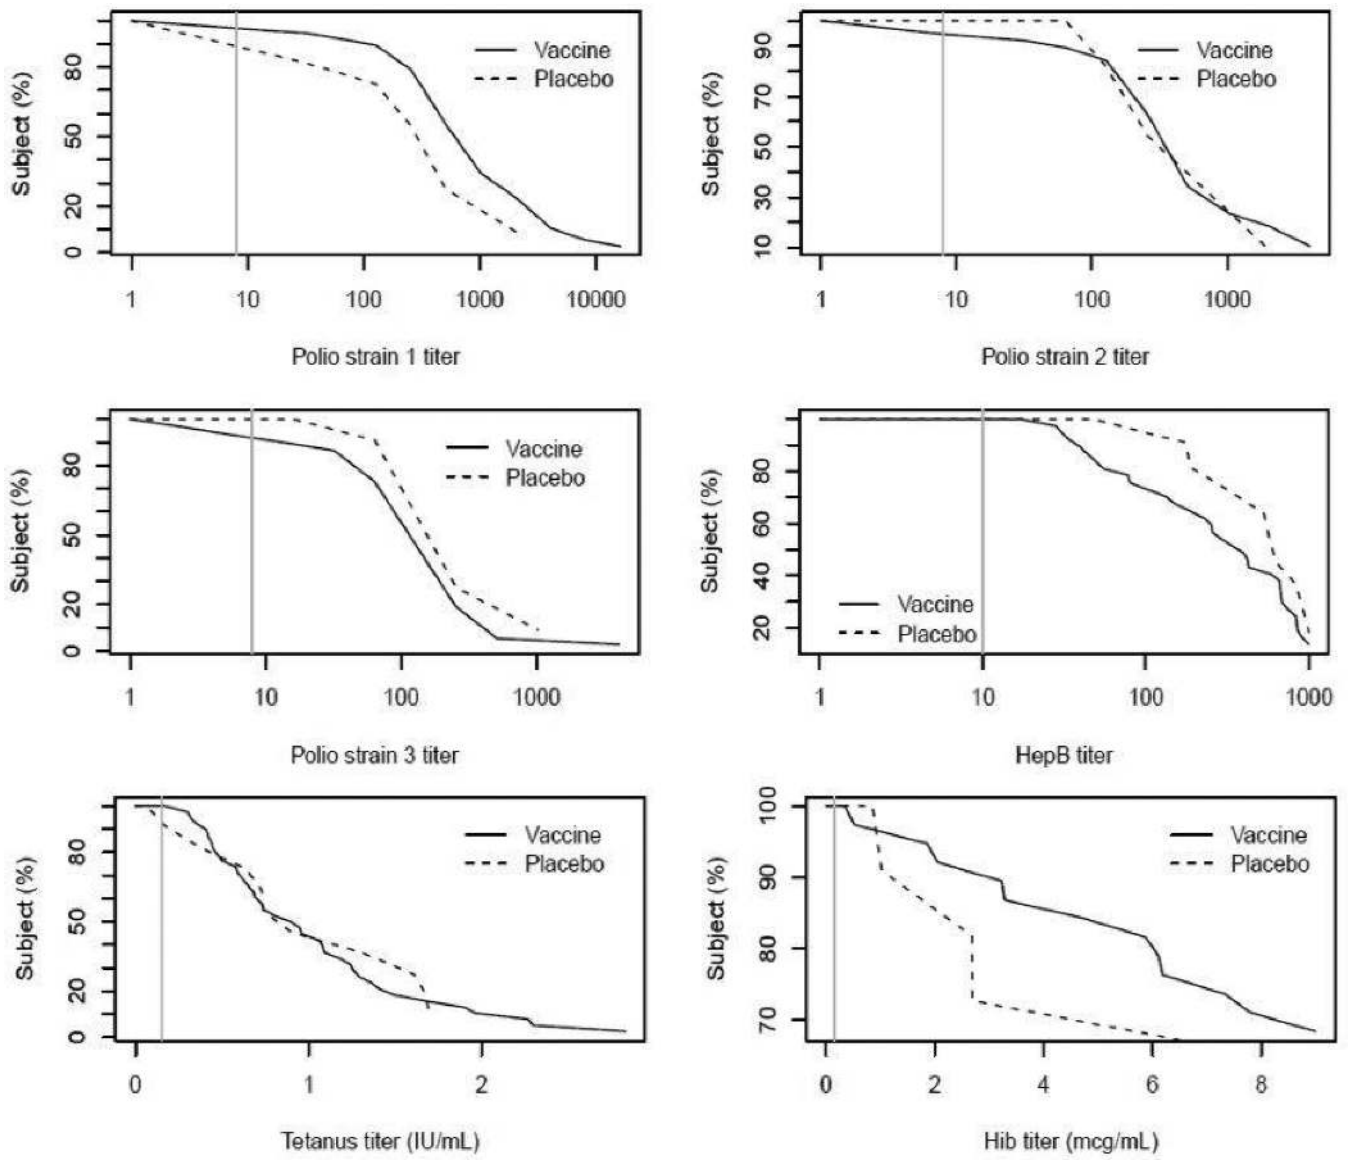 Subject (%)
80
50
20
0
Vaccine
Placebo
1 10 100 1000 10000
Polio strain 1 titer
Subject (%)
90
70
50
30
10
Vaccine
Placebo
1 10 100 1000
Polio strain 2 titer
Subject (%)
80
50
20
0
Vaccine
Placebo
1 10 100 1000
Polio strain 3 titer
Subject (%)
80
60
40
20
Vaccine
Placebo
1 10 100 1000
HepB titer
Subject (%)
80
50
20
0
Vaccine
Placebo
0 1 2
Tetanus titer (IU/mL)
Subject (%)
100
90
80
70
Vaccine
Placebo
0 2 4 6 8
Hib titer (mcg/mL)